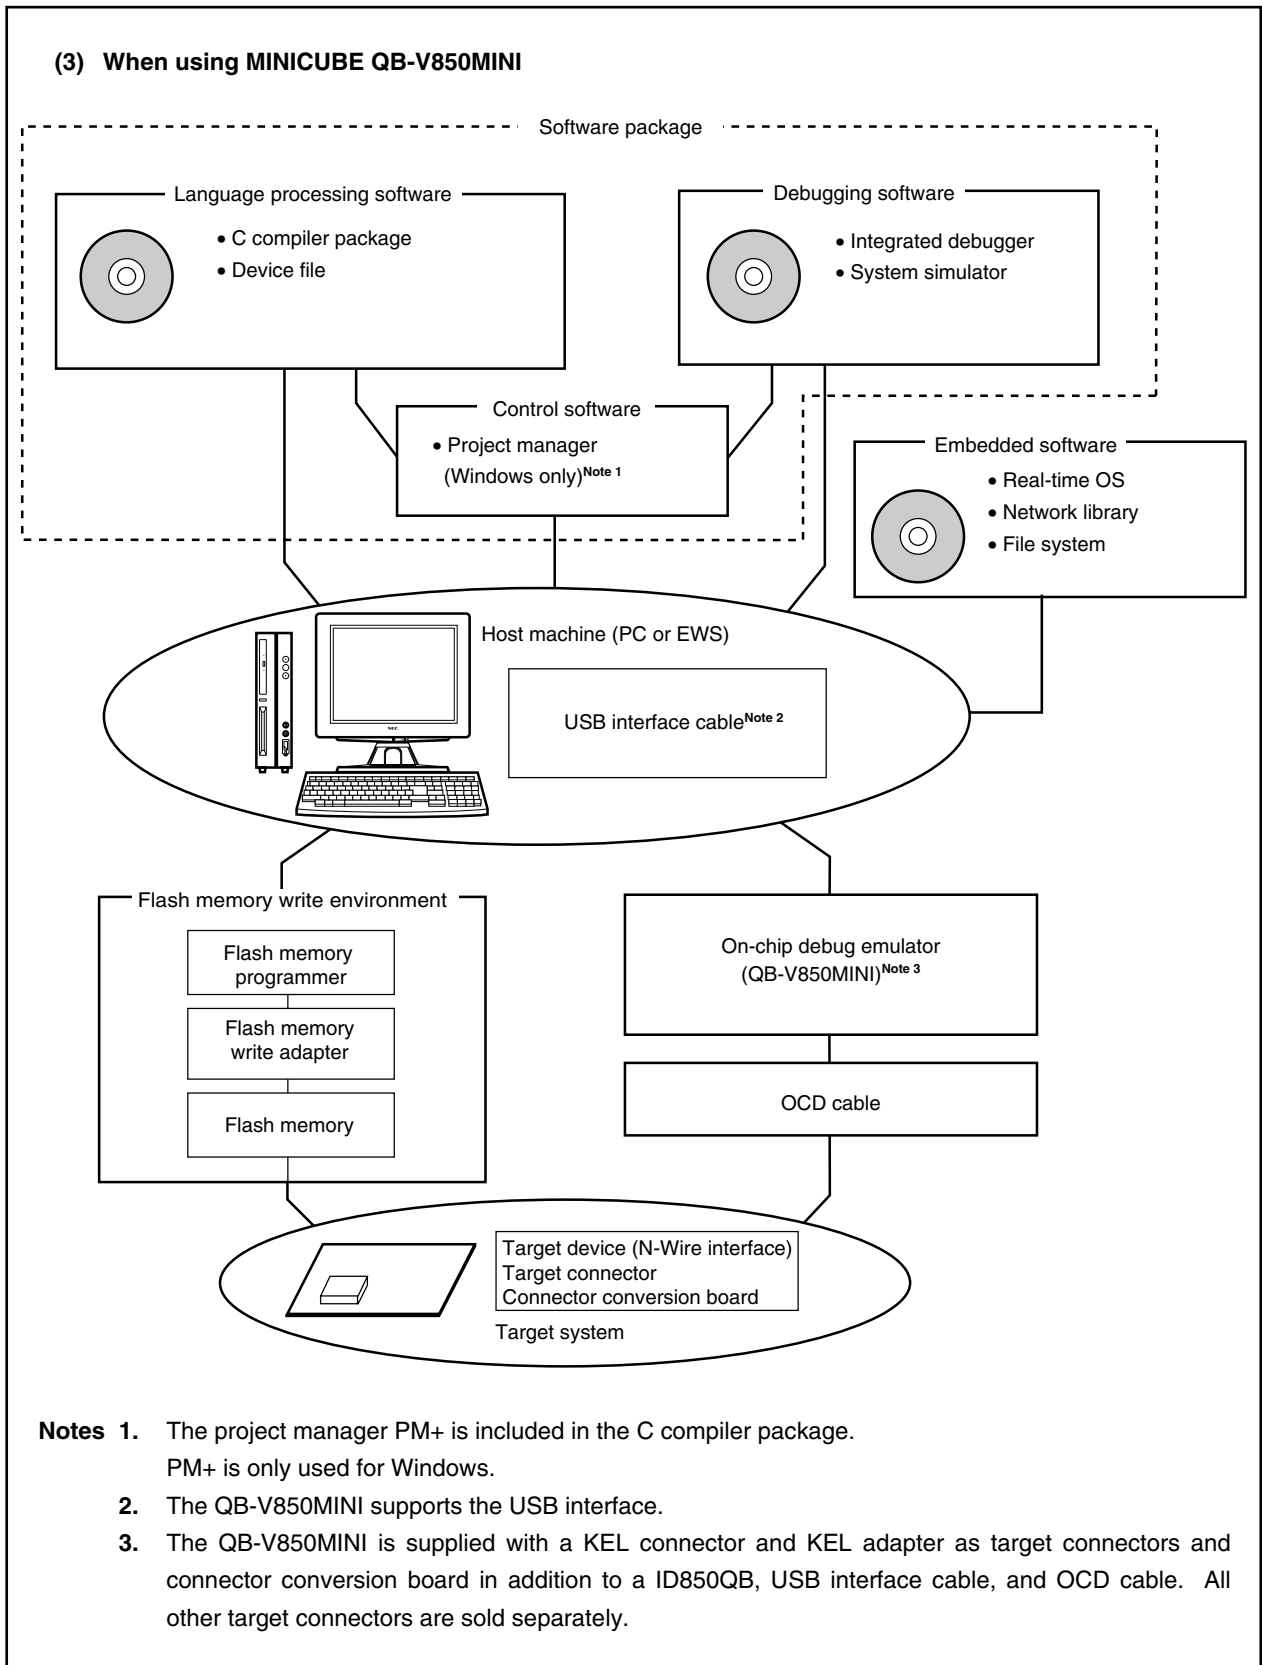 (3) When using MINICUBE QB-V850MINI
Software package
Language processing software
• C compiler package
• Device file
Debugging software
• Integrated debugger
• System simulator
Control software
• Project manager
(Windows only)Note 1
Embedded software
• Real-time OS
• Network library
• File system
Host machine (PC or EWS)
NEC
USB interface cableNote 2
Flash memory write environment
Flash memory
programmer
Flash memory
write adapter
Flash memory
On-chip debug emulator
(QB-V850MINI)Note 3
OCD cable
Target device (N-Wire interface)
Target connector
Connector conversion board
Target system
Notes 1. The project manager PM+ is included in the C compiler package.
PM+ is only used for Windows.
2. The QB-V850MINI supports the USB interface.
3. The QB-V850MINI is supplied with a KEL connector and KEL adapter as target connectors and
connector conversion board in addition to a ID850QB, USB interface cable, and OCD cable. All
other target connectors are sold separately.